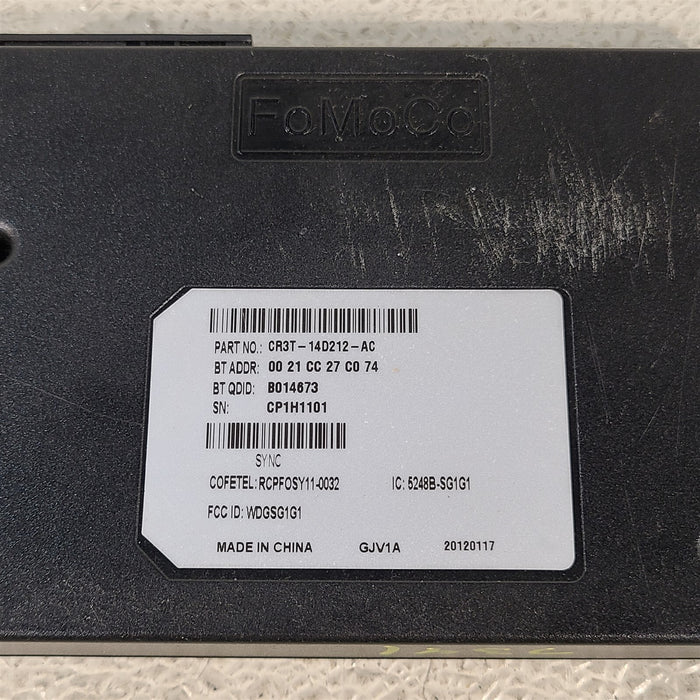 FoMoCo
PART NO.: CR3T-14D212-AC
BT ADDR: 00 21 CC 27 C0 74
BT QDID: B014673
SN: CP1H1101
SYNC
COFETEL: RCPFOSY11-0032 IC: 5248B-SG1G1
FCC ID: WDGSG1G1
MADE IN CHINA GJV1A 20120117